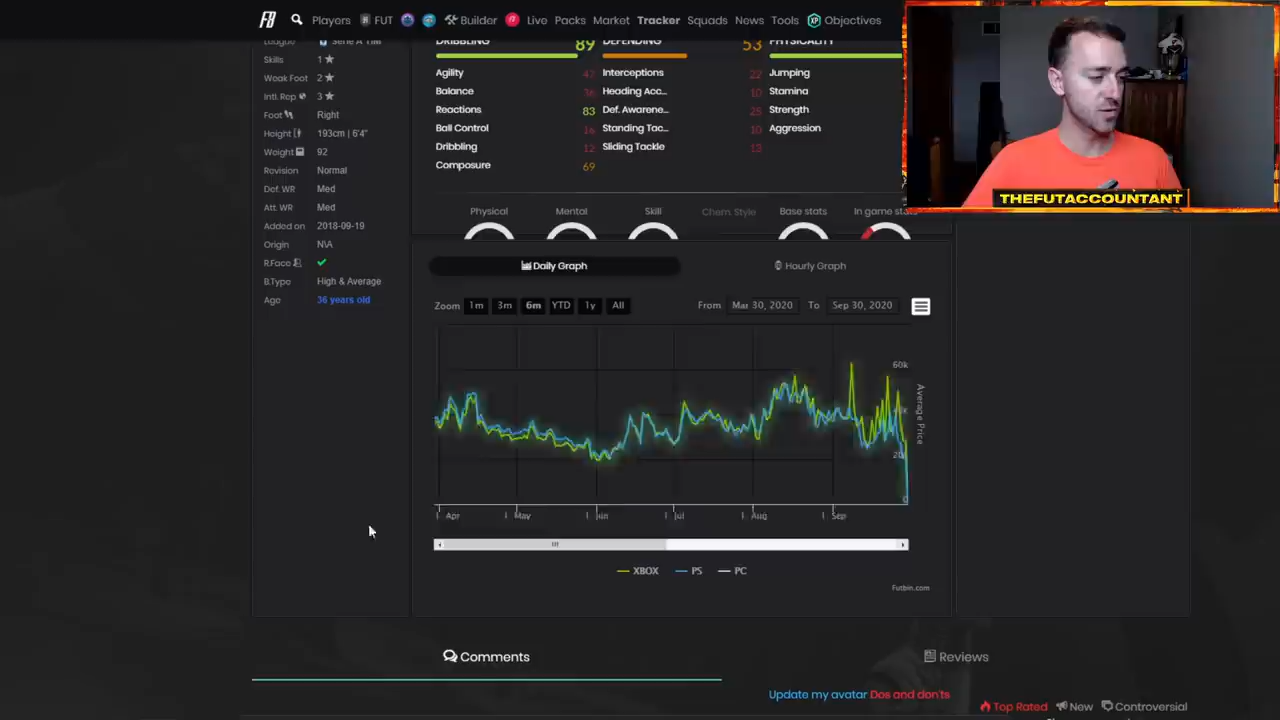 Players FUT Builder Live Packs Market Tracker Squads News Tools XP Objectives
Skills 1
Weak Foot 2
Intl. Rep 3
Foot Right
Height 193cm | 6'4"
Weight 92
Revision Normal
Def. WR Med
Att. WR Med
Added on 2018-09-19
Origin N\A
R.Face
B.Type High & Average
Age 36 years old
DRIBBLING 89 DEFENDING 53 PHYSICALITY
Agility 47 Interceptions 22 Jumping
Balance 36 Heading Acc... 10 Stamina
Reactions 83 Def. Awarene... 25 Strength
Ball Control 16 Standing Tac... 10 Aggression
Dribbling 12 Sliding Tackle 13
Composure 69
Physical Mental Skill Chem. Style Base stats In game stats
Daily Graph Hourly Graph
Zoom 1m 3m 6m YTD 1y All From Mar 30, 2020 To Sep 30, 2020
60k
Average Price
0
Apr May Jun Jul Aug Sep
XBOX PS PC
Futbin.com
Comments Reviews
Update my avatar Dos and don'ts
Top Rated New Controversial
THEFUTACCOUNTANT